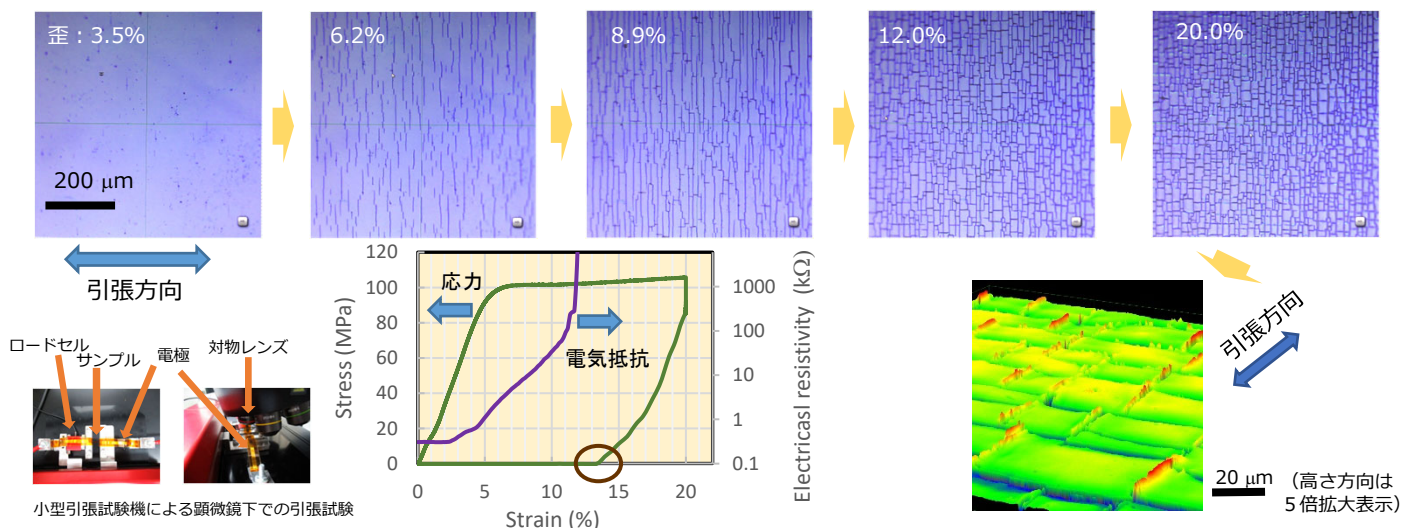 歪：3.5%
6.2%
8.9%
12.0%
20.0%
200 μm
引張方向
ロードセル
サンプル
電極
対物レンズ
小型引張試験機による顕微鏡下での引張試験
120
100
80
60
40
20
0
Stress (MPa)
応力
電気抵抗
0
5
10
15
20
Strain (%)
1000
100
10
1
0.1
Electricasl resistivity (kΩ)
引張方向
20 μm
（高さ方向は
５倍拡大表示）